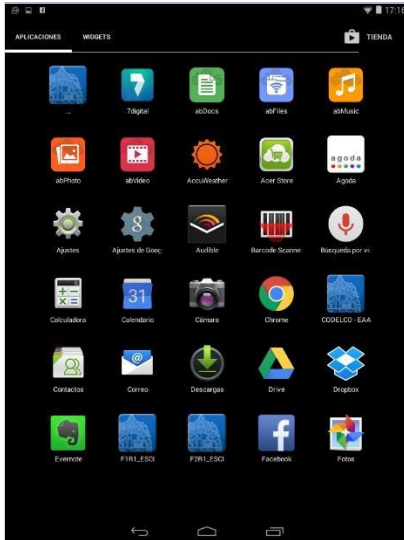 17:16
APLICACIONES WIDGETS TIENDA
... 7digital abDocs abFiles abMusic
agoda
abPhoto abVideo AccuWeather Acer Store Agoda
8
Ajustes Ajustes de Goog Audible Barcode Scanne Búsqueda por vo
31
Calculadora Calendario Cámara Chrome CODELCO - EAA
@
Contactos Correo Descargas Drive Dropbox
f
Evernote F1R1_ESCI F2R1_ESCI Facebook Fotos